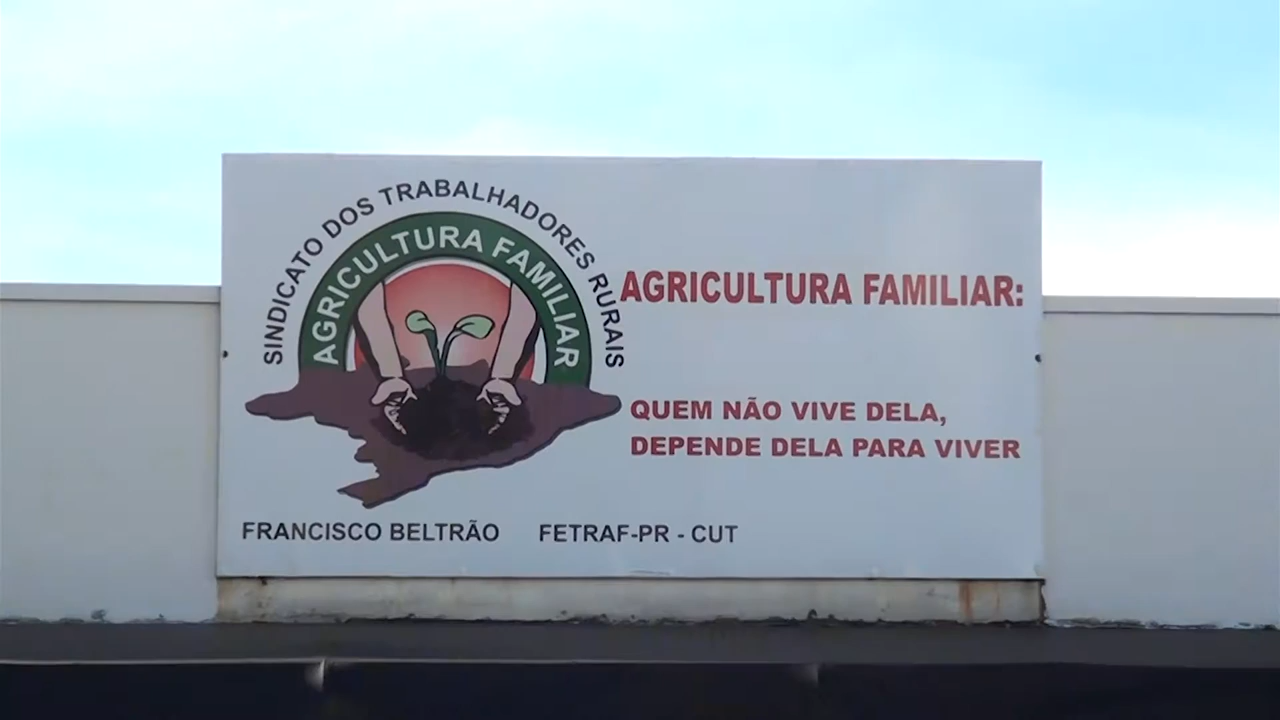 SINDICATO DOS TRABALHADORES RURAIS
AGRICULTURA FAMILIAR
AGRICULTURA FAMILIAR:
QUEM NÃO VIVE DELA,
DEPENDE DELA PARA VIVER
FRANCISCO BELTRÃO FETRAF-PR - CUT